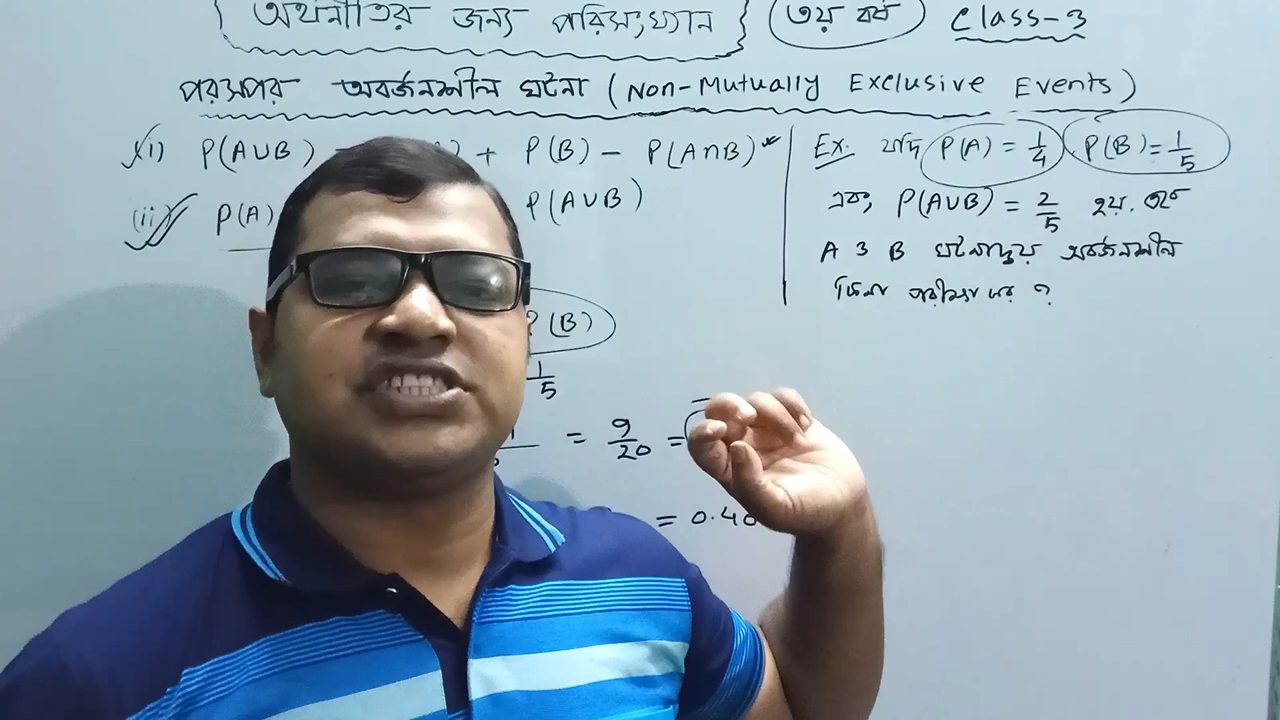 অর্থনীতির জন্য পরিসংখ্যান ৩য় বর্ষ Class-3
পরস্পর অবর্জনশীল ঘটনা (Non-Mutually Exclusive Events)
(i) P(A∪B) + P(B) - P(A∩B)
(ii) P(A) P(A∪B)
(B)
1/5
= 9/20 =
= 0.40
Ex. যদি P(A) = 1/4, P(B) = 1/5
এবং P(A∪B) = 2/5 হয়. তবে
A ও B ঘটনাদ্বয় অবর্জনশীল
কিনা পরীক্ষা কর ?